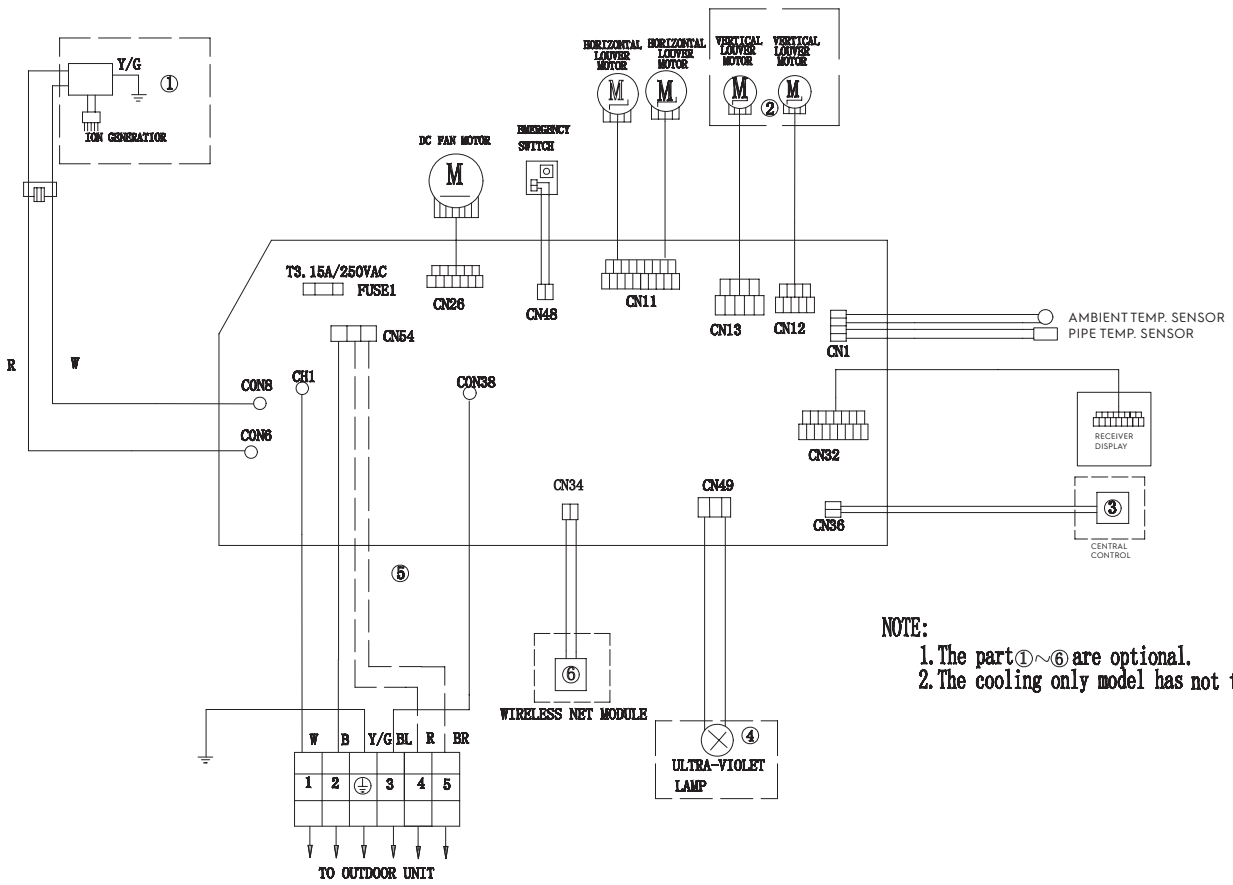 HORIZONTAL
LOUVER
MOTOR
HORIZONTAL
LOUVER
MOTOR
VERTICAL
LOUVER
MOTOR
VERTICAL
LOUVER
MOTOR
M
M
M
M
②
Y/G
①
ION GENERATIOR
DC FAN MOTOR
M
EMERGENCY
SWITCH
T3.15A/250VAC
FUSE1
CN26
CN48
CN11
CN13
CN12
CN1
AMBIENT TEMP. SENSOR
PIPE TEMP. SENSOR
CN54
R
W
CON8
CH1
CON38
CON6
CN32
RECEIVER
DISPLAY
CN34
CN49
CN36
③
CENTRAL
CONTROL
⑤
⑥
WIRELESS NET MODULE
④
ULTRA-VIOLET
LAMP
NOTE:
1. The part①~⑥ are optional.
2. The cooling only model has not
W B Y/G BL R BR
1 2 3 4 5
TO OUTDOOR UNIT